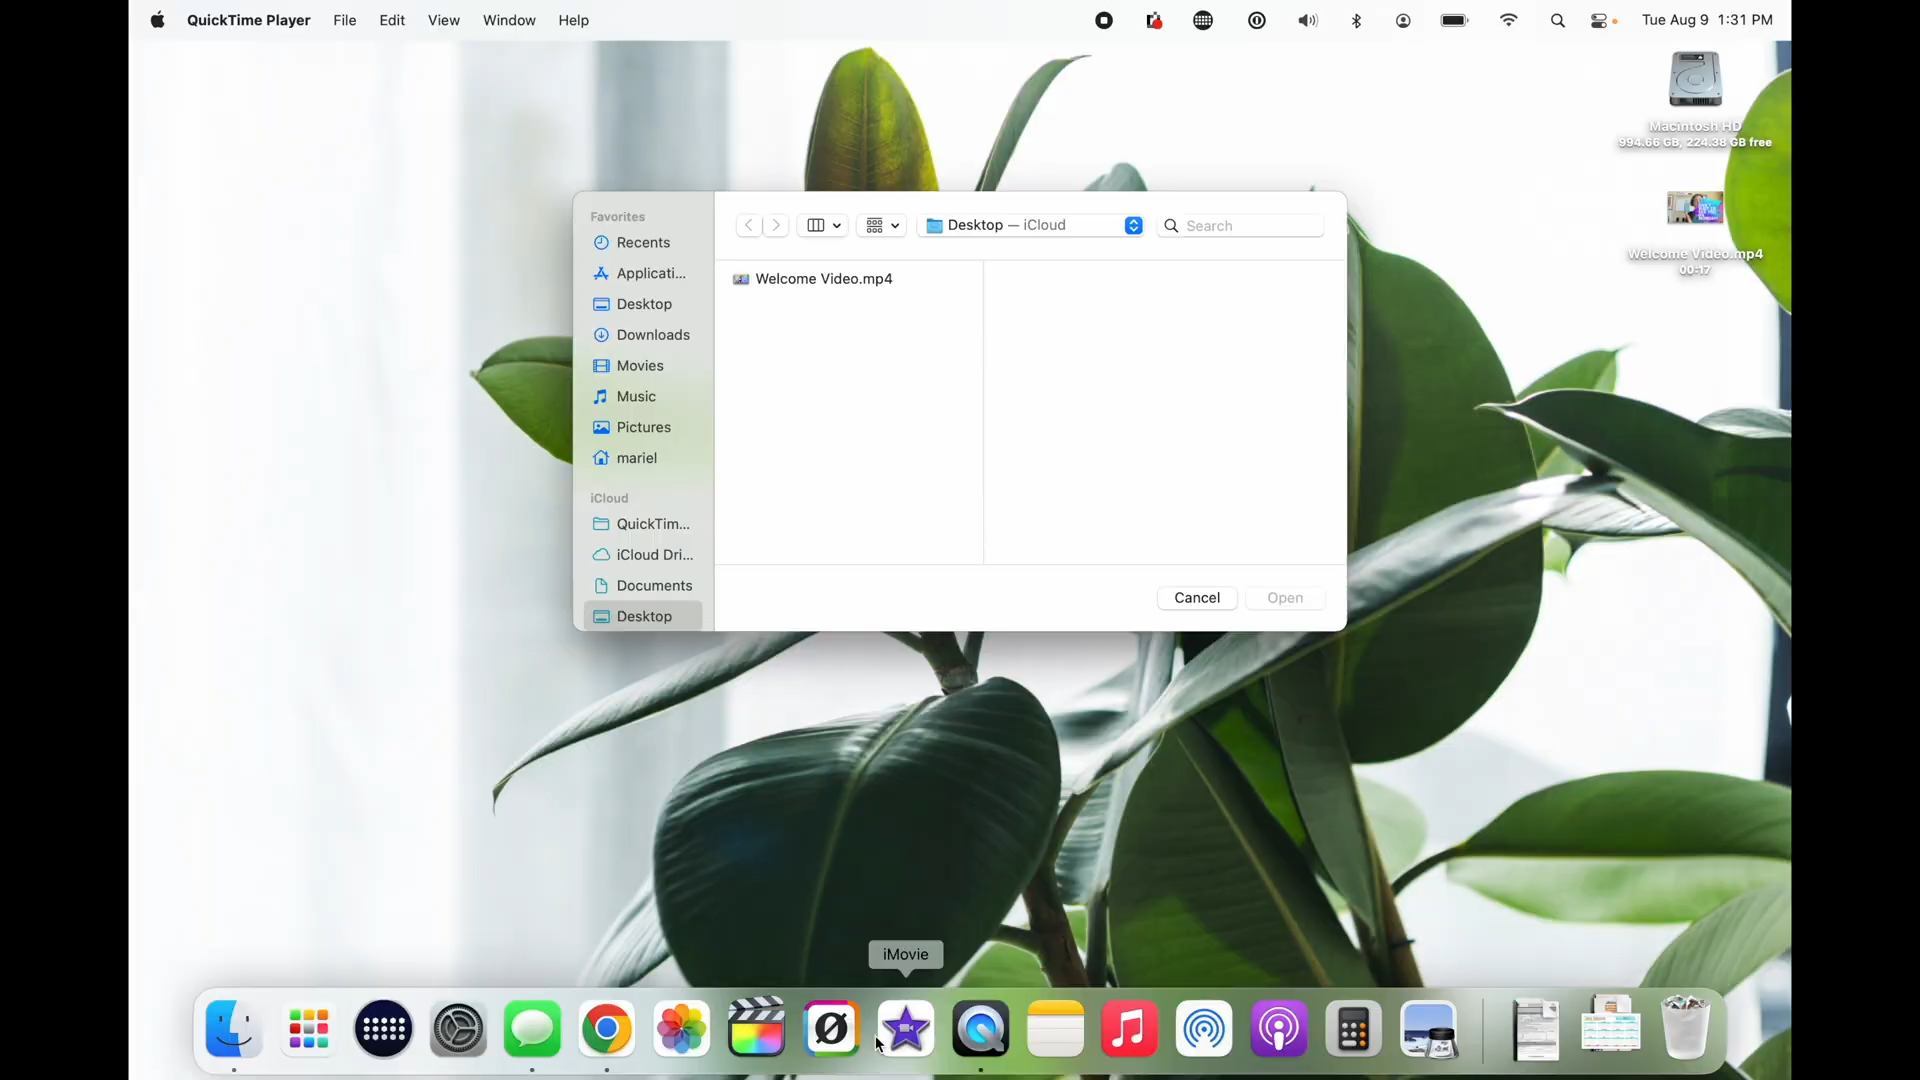 QuickTime Player File Edit View Window Help Tue Aug 9 1:31 PM
Macintosh HD
994.66 GB, 224.38 GB free
Welcome Video.mp4
00:17
Favorites
Recents
Applicati...
Desktop
Downloads
Movies
Music
Pictures
mariel
iCloud
QuickTim...
iCloud Dri...
Documents
Desktop
Desktop — iCloud
Search
Welcome Video.mp4
Cancel Open
iMovie